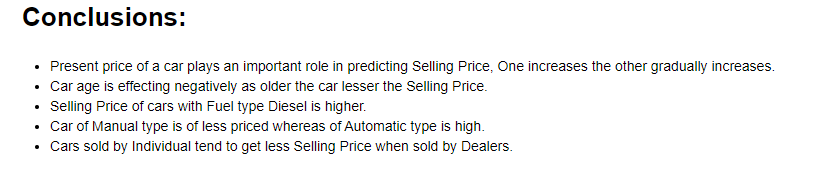 Conclusions:
• Present price of a car plays an important role in predicting Selling Price, One increases the other gradually increases.
• Car age is effecting negatively as older the car lesser the Selling Price.
• Selling Price of cars with Fuel type Diesel is higher.
• Car of Manual type is of less priced whereas of Automatic type is high.
• Cars sold by Individual tend to get less Selling Price when sold by Dealers.